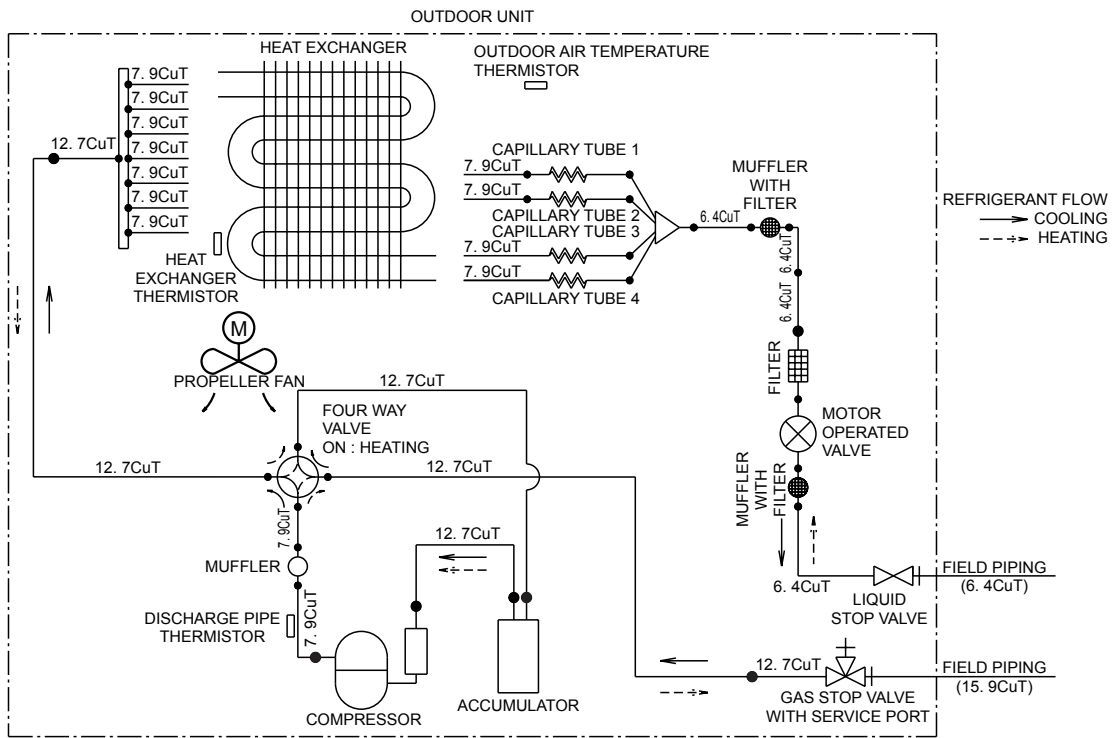 OUTDOOR UNIT
HEAT EXCHANGER
OUTDOOR AIR TEMPERATURE
THERMISTOR
7. 9CuT
7. 9CuT
7. 9CuT
7. 9CuT
7. 9CuT
7. 9CuT
7. 9CuT
12. 7CuT
CAPILLARY TUBE 1
7. 9CuT
7. 9CuT
CAPILLARY TUBE 2
CAPILLARY TUBE 3
7. 9CuT
7. 9CuT
CAPILLARY TUBE 4
MUFFLER
WITH
FILTER
6. 4CuT
6. 4CuT
6. 4CuT
REFRIGERANT FLOW
COOLING
HEATING
HEAT
EXCHANGER
THERMISTOR
M
PROPELLER FAN
FILTER
MOTOR
OPERATED
VALVE
MUFFLER
WITH
FILTER
12. 7CuT
FOUR WAY
VALVE
ON : HEATING
12. 7CuT
12. 7CuT
7. 9CuT
MUFFLER
12. 7CuT
DISCHARGE PIPE
THERMISTOR
7. 9CuT
COMPRESSOR
ACCUMULATOR
6. 4CuT
LIQUID
STOP VALVE
FIELD PIPING
(6. 4CuT)
12. 7CuT
GAS STOP VALVE
WITH SERVICE PORT
FIELD PIPING
(15. 9CuT)